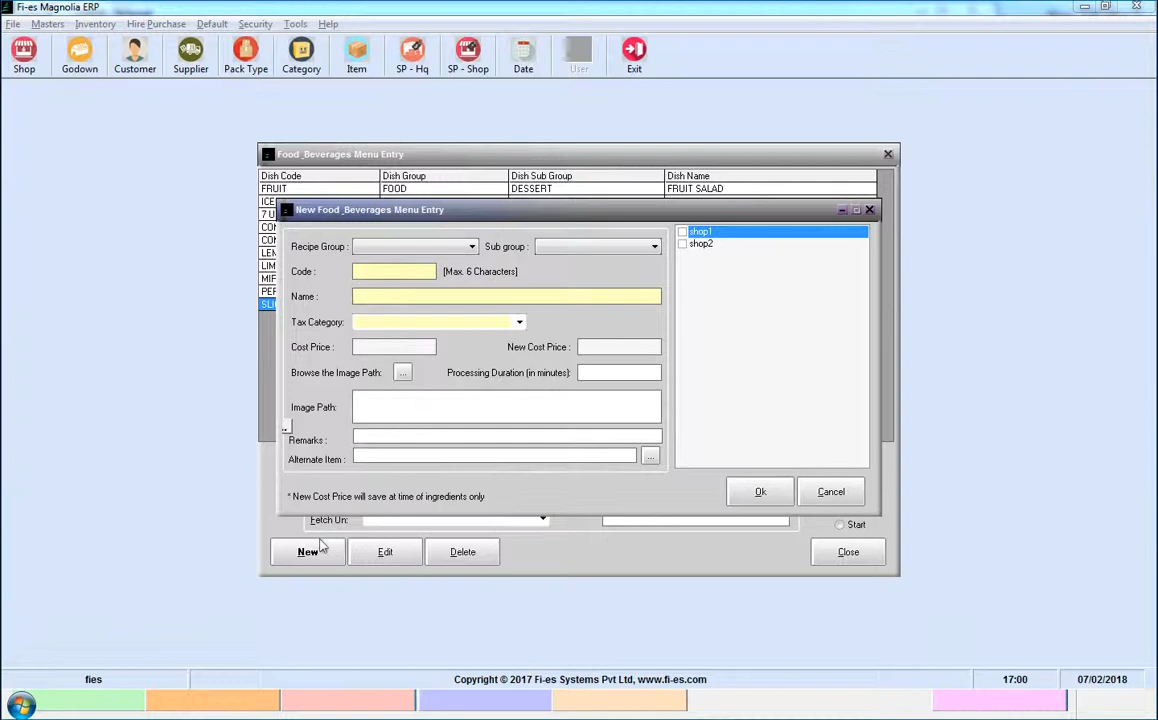 Fi-es Magnolia ERP
File Masters Inventory Hire Purchase Default Security Tools Help
Shop Godown Customer Supplier Pack Type Category Item SP - Hq SP - Shop Date User Exit
Food_Beverages Menu Entry
Dish Code Dish Group Dish Sub Group Dish Name
FRUIT FOOD DESSERT FRUIT SALAD
ICE
7 U
CON
CON
LEM
LIM
MIF
PEF
SLI
New Food_Beverages Menu Entry
Recipe Group : Sub group :
Code : [Max. 6 Characters]
Name :
Tax Category:
Cost Price : New Cost Price :
Browse the Image Path: ... Processing Duration (in minutes):
Image Path:
Remarks :
Alternate Item : ...
* New Cost Price will save at time of ingredients only
shop1
shop2
Ok Cancel
Fetch On: Start
New Edit Delete Close
fies Copyright © 2017 Fi-es Systems Pvt Ltd, www.fi-es.com 17:00 07/02/2018